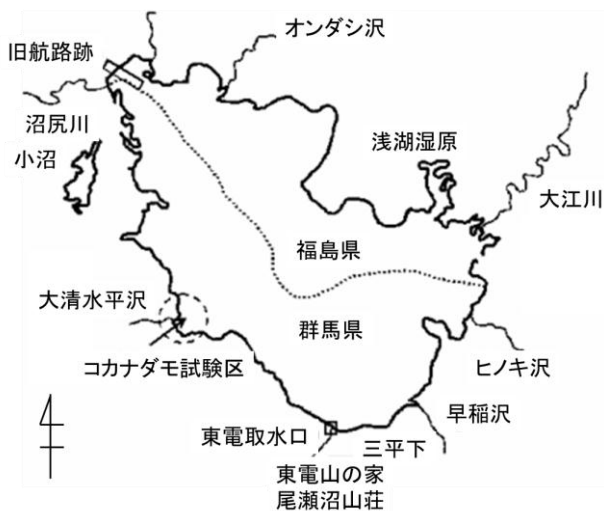 オンダシ沢
旧航路跡
沼尻川
小沼
浅湖湿原
大江川
福島県
大清水平沢
群馬県
コカナダモ試験区
ヒノキ沢
早稲沢
東電取水口
三平下
東電山の家
尾瀬沼山荘